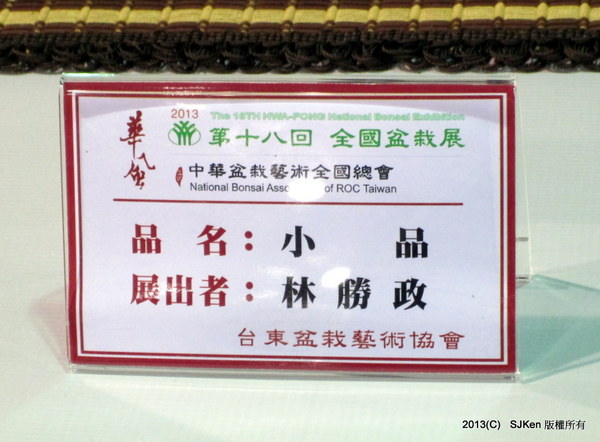 2013
The 18TH HWA-FONG National Bonsai Exhibition
華風
第十八回 全國盆栽展
中華盆栽藝術全國總會
National Bonsai Association of ROC Taiwan
品 名： 小 品
展出者： 林 勝 政
台東盆栽藝術協會
2013(C) SJKen 版權所有